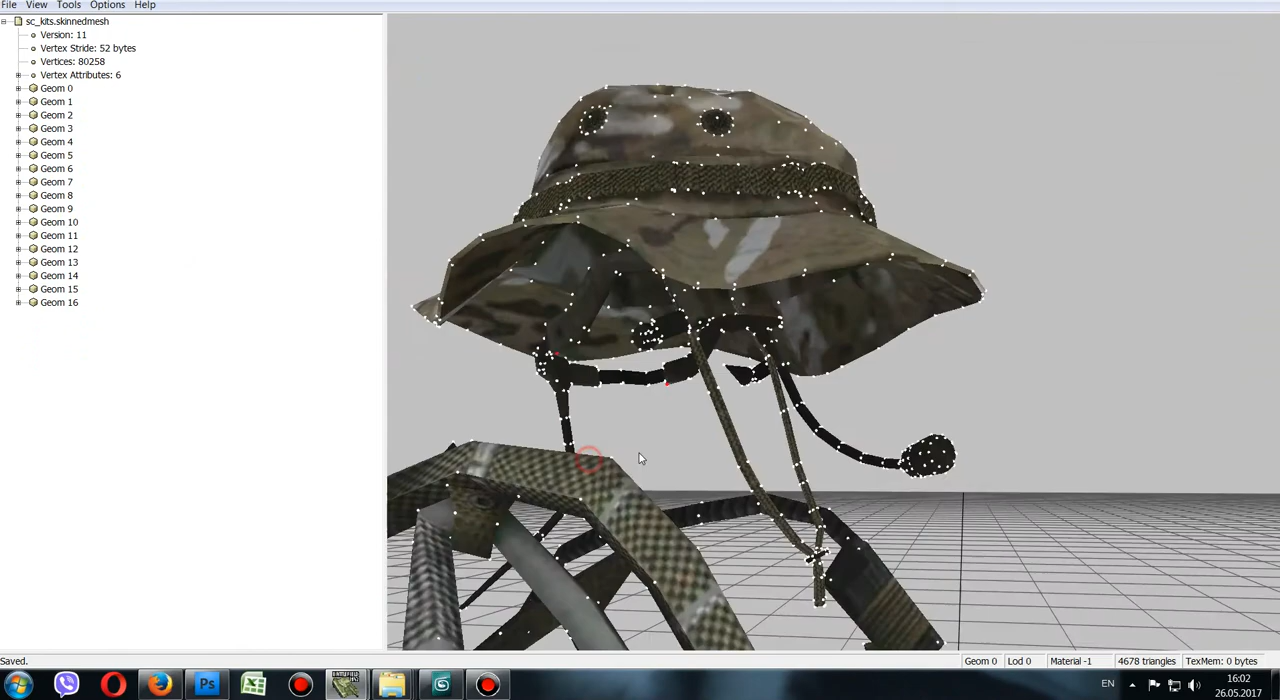 File View Tools Options Help
sc_kits.skinnedmesh
Version: 11
Vertex Stride: 52 bytes
Vertices: 80258
Vertex Attributes: 6
Geom 0
Geom 1
Geom 2
Geom 3
Geom 4
Geom 5
Geom 6
Geom 7
Geom 8
Geom 9
Geom 10
Geom 11
Geom 12
Geom 13
Geom 14
Geom 15
Geom 16
Saved. Geom 0 Lod 0 Material -1 4678 triangles TexMem: 0 bytes
Ps EN 16:02
26.05.2017